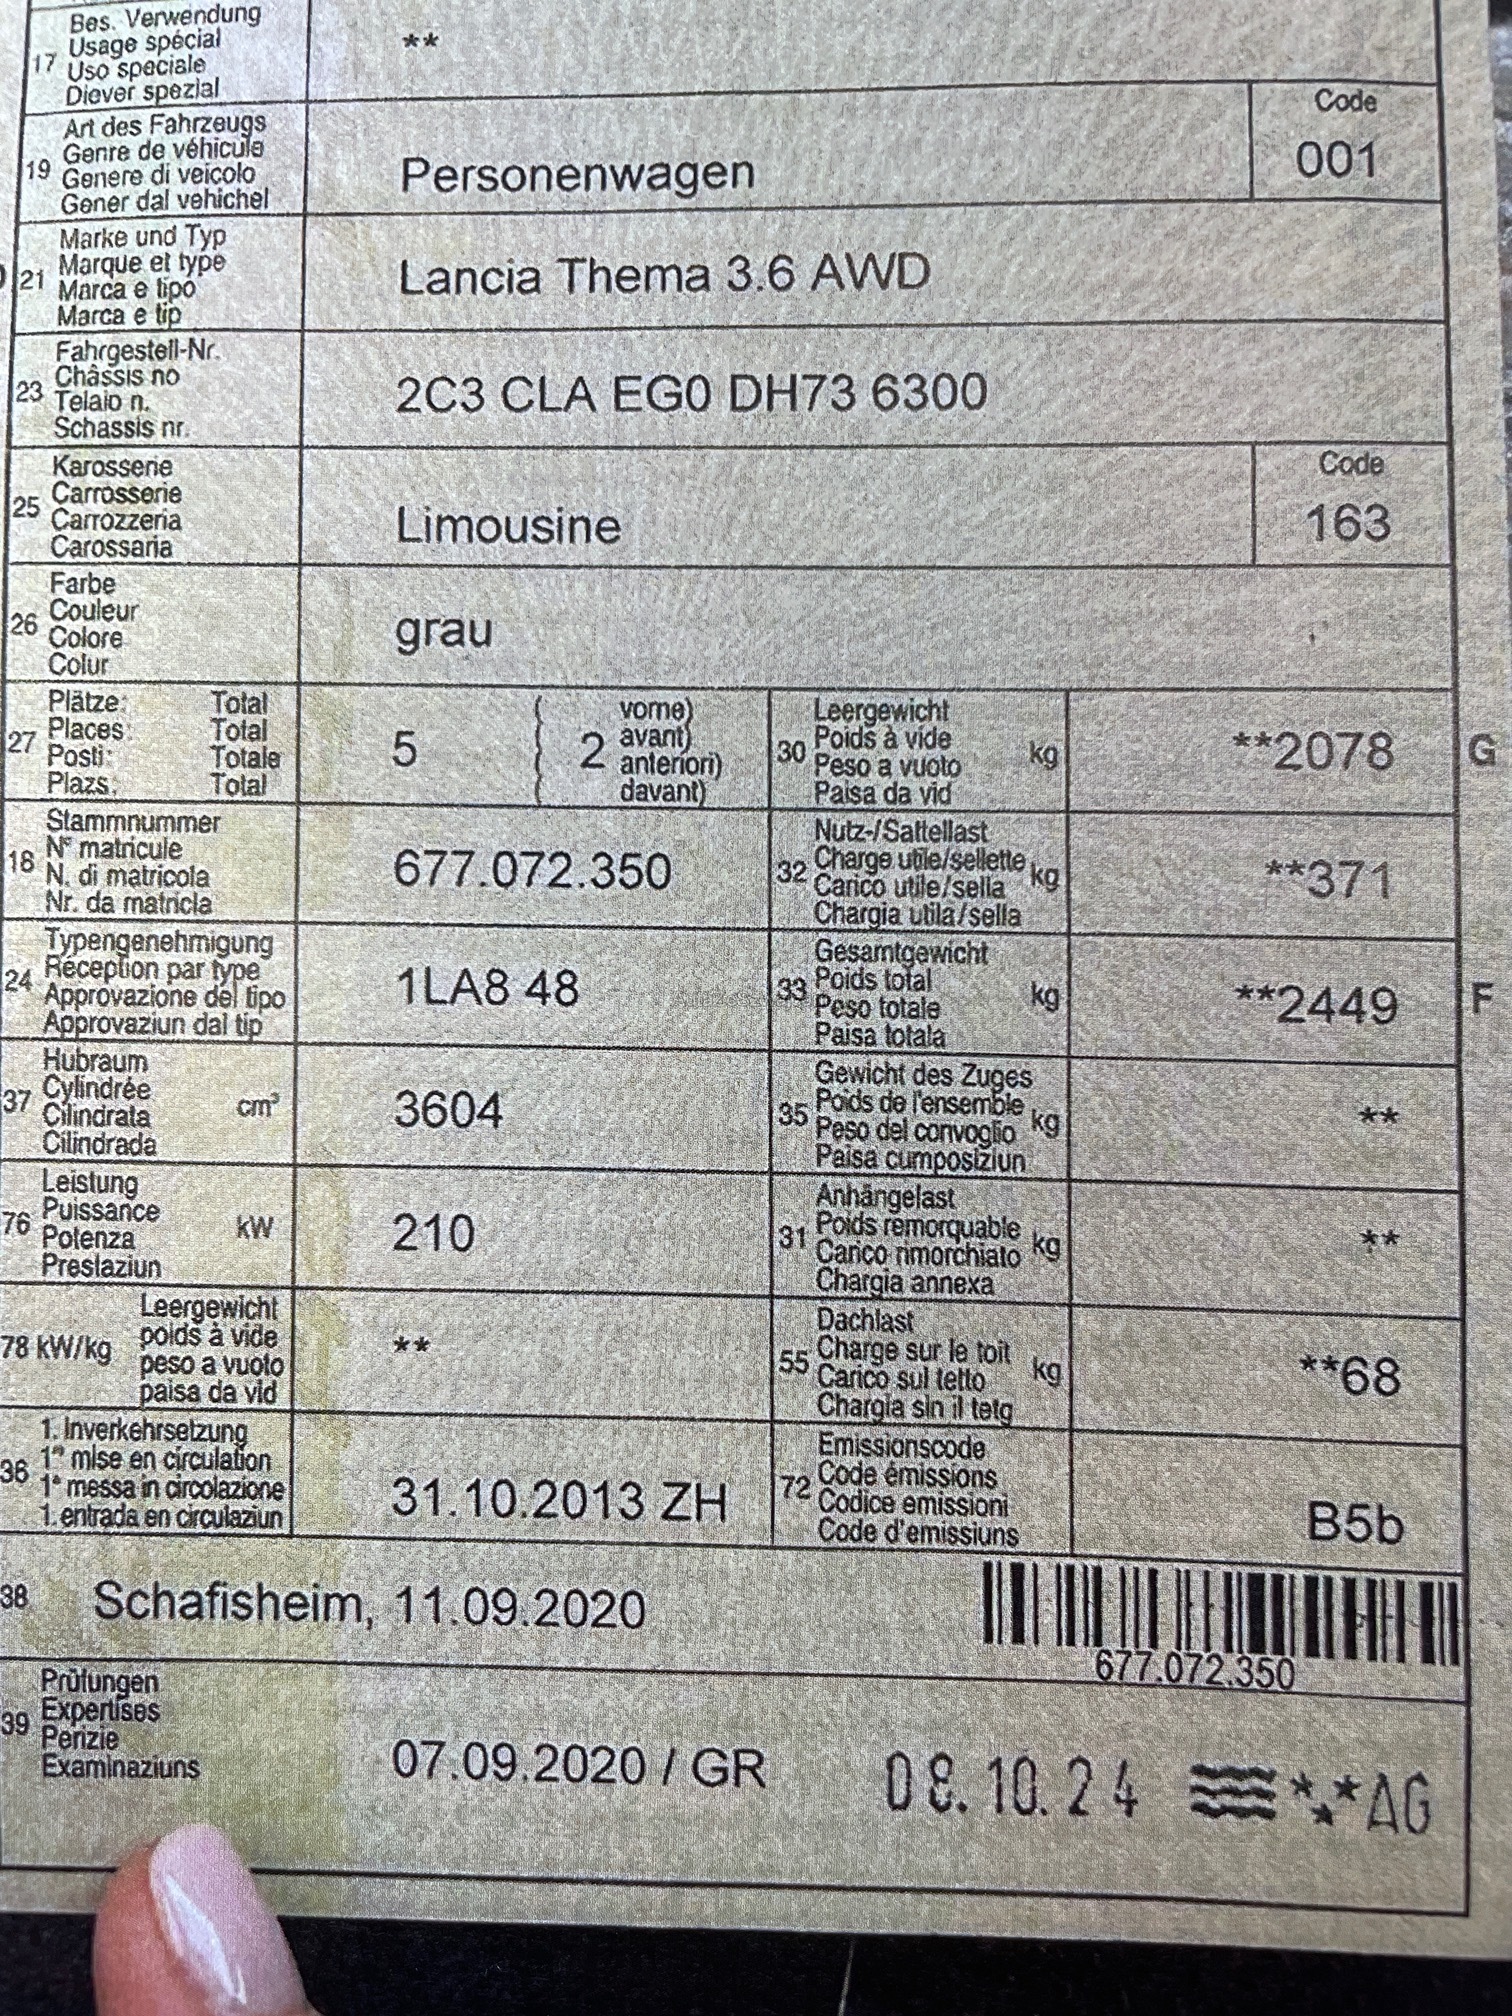 17 Bes. Verwendung
Usage spécial
Uso speciale
Diever spezial
**
19 Art des Fahrzeugs
Genre de véhicule
Genere di veicolo
Gener dal vehichel
Personenwagen
Code
001
21 Marke und Typ
Marque et type
Marca e tipo
Marca e tip
Lancia Thema 3.6 AWD
23 Fahrgestell-Nr.
Châssis no
Telaio n.
Schassis nr.
2C3 CLA EG0 DH73 6300
25 Karosserie
Carrosserie
Carrozzeria
Carossaria
Limousine
Code
163
26 Farbe
Couleur
Colore
Colur
grau
27 Plätze: Total
Places: Total
Posti: Totale
Plazs: Total
5 { 2 vorne)
avant)
anteriori)
davant)
30 Leergewicht
Poids à vide kg
Peso a vuoto
Paisa da vid
**2078 G
18 Stammnummer
N° matricule
N. di matricola
Nr. da matricla
677.072.350
32 Nutz-/Sattellast
Charge utile/sellette kg
Carico utile/sella
Chargia utila/sella
**371
24 Typengenehmigung
Réception par type
Approvazione del tipo
Approvaziun dal tip
1LA8 48
33 Gesamtgewicht
Poids total kg
Peso totale
Paisa totala
**2449 F
37 Hubraum
Cylindrée cm³
Cilindrata
Cilindrada
3604
35 Gewicht des Zuges
Poids de l'ensemble kg
Peso del convoglio
Paisa cumposiziun
**
76 Leistung
Puissance kW
Potenza
Prestaziun
210
31 Anhängelast
Poids remorquable kg
Carico rimorchiato
Chargia annexa
**
78 kW/kg Leergewicht
poids à vide
peso a vuoto
paisa da vid
**
55 Dachlast
Charge sur le toit kg
Carico sul tetto
Chargia sin il tetg
**68
36 1. Inverkehrsetzung
1re mise en circulation
1a messa in circolazione
1. entrada en circulaziun
31.10.2013 ZH
72 Emissionscode
Code émissions
Codice emissioni
Code d'emissiuns
B5b
38 Schafisheim, 11.09.2020
677.072.350
39 Prüfungen
Expertises
Perizie
Examinaziuns
07.09.2020 / GR 08.10.24 AG